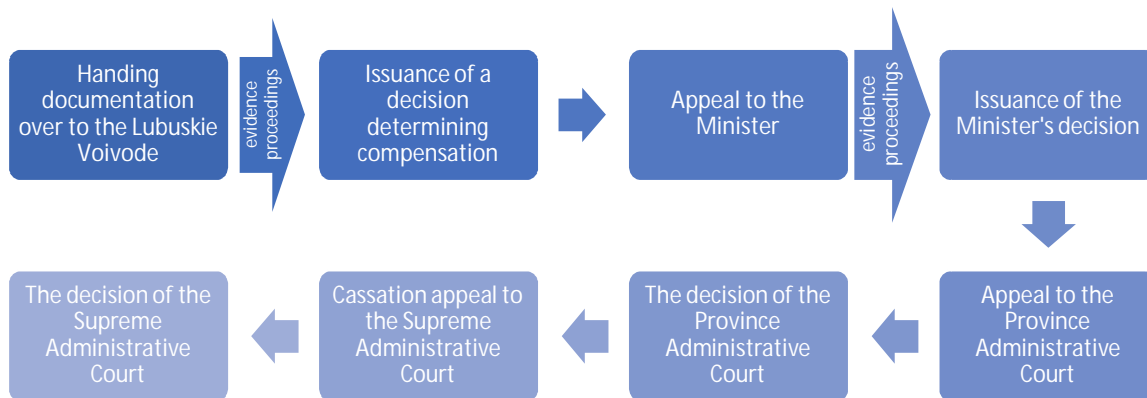 Handing
documentation
over to the Lubuskie
Voivode
evidence
proceedings
Issuance of a
decision
determining
compensation
Appeal to the
Minister
evidence
proceedings
Issuance of the
Minister's decision
Appeal to the
Province
Administrative
Court
The decision of the
Province
Administrative
Court
Cassation appeal to
the Supreme
Administrative
Court
The decision of the
Supreme
Administrative
Court